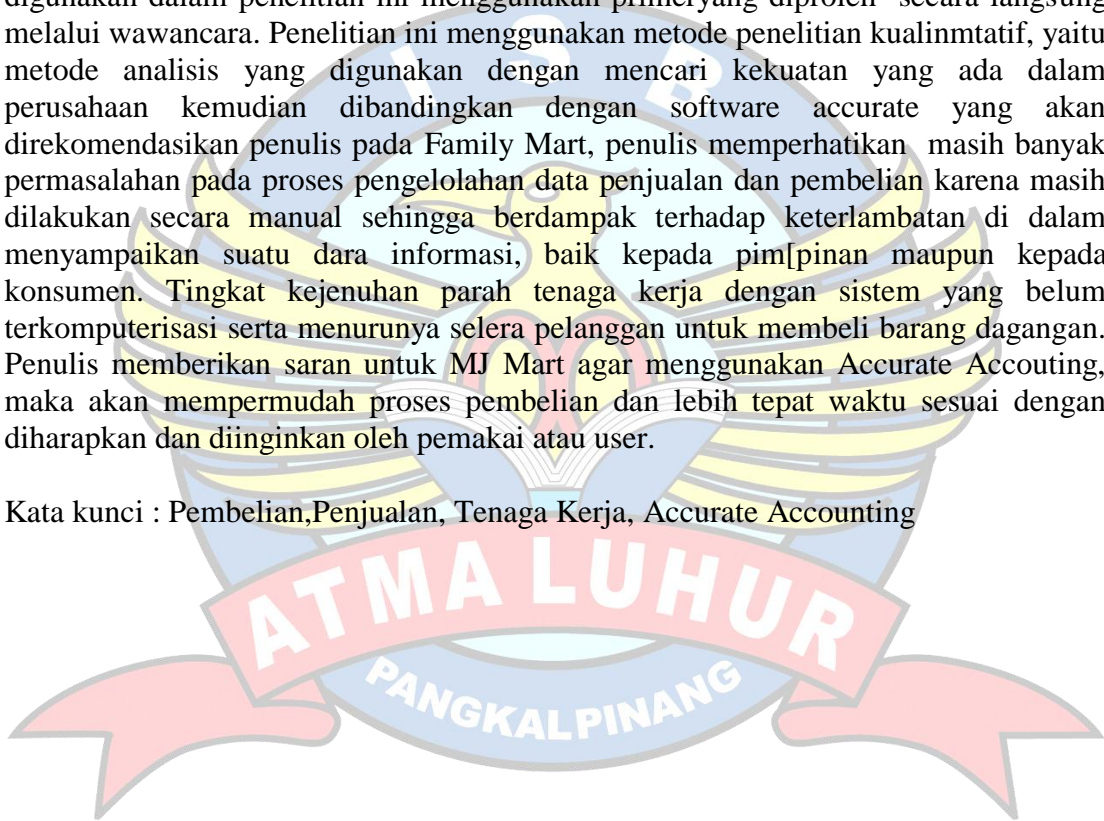 digunakan dalam penelitian ini menggunakan primeryang diproleh secara langsung
melalui wawancara. Penelitian ini menggunakan metode penelitian kualinmtatif, yaitu
metode analisis yang digunakan dengan mencari kekuatan yang ada dalam
perusahaan kemudian dibandingkan dengan software accurate yang akan
direkomendasikan penulis pada Family Mart, penulis memperhatikan masih banyak
permasalahan pada proses pengelolahan data penjualan dan pembelian karena masih
dilakukan secara manual sehingga berdampak terhadap keterlambatan di dalam
menyampaikan suatu dara informasi, baik kepada pim[pinan maupun kepada
konsumen. Tingkat kejenuhan parah tenaga kerja dengan sistem yang belum
terkomputerisasi serta menurunya selera pelanggan untuk membeli barang dagangan.
Penulis memberikan saran untuk MJ Mart agar menggunakan Accurate Accouting,
maka akan mempermudah proses pembelian dan lebih tepat waktu sesuai dengan
diharapkan dan diinginkan oleh pemakai atau user.
Kata kunci : Pembelian,Penjualan, Tenaga Kerja, Accurate Accounting
I S B
ATMA LUHUR
PANGKALPINANG